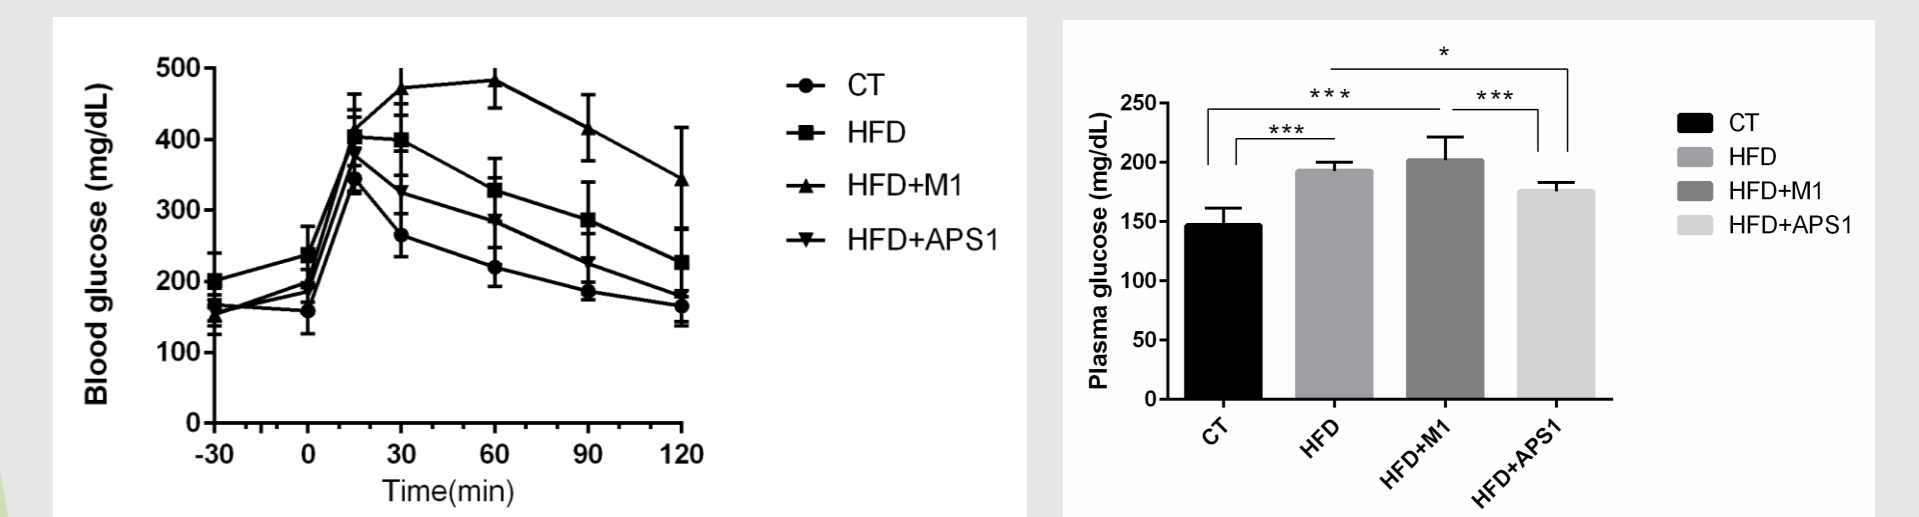 Blood glucose (mg/dL)
500
400
300
200
100
0
-30 0 30 60 90 120
Time(min)
CT
HFD
HFD+M1
HFD+APS1
Plasma glucose (mg/dL)
250
200
150
100
50
0
*
*** ***
***
CT HFD HFD+M1 HFD+APS1
CT
HFD
HFD+M1
HFD+APS1